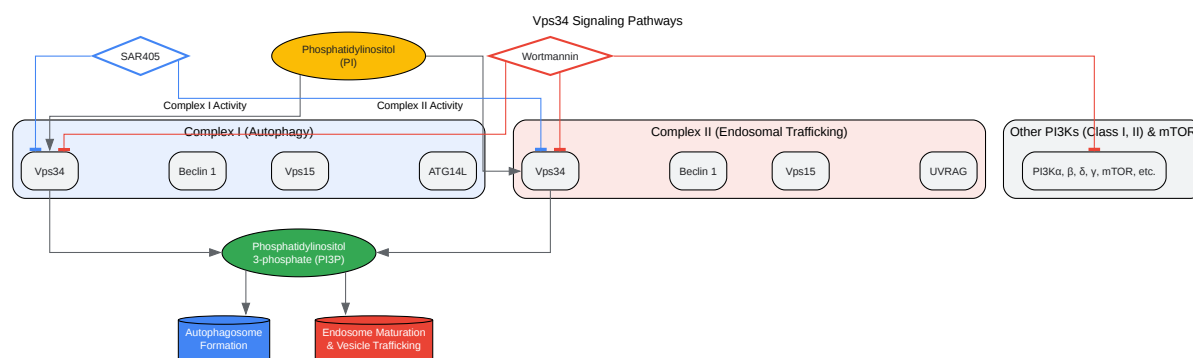 Vps34 Signaling Pathways
SAR405
Phosphatidylinositol
(PI)
Wortmannin
Complex I Activity
Complex II Activity
Complex I (Autophagy)
Complex II (Endosomal Trafficking)
Other PI3Ks (Class I, II) & mTOR
Vps34
Beclin 1
Vps15
ATG14L
Vps34
Beclin 1
Vps15
UVRAG
PI3Kα, β, δ, γ, mTOR, etc.
Phosphatidylinositol
3-phosphate (PI3P)
Autophagosome
Formation
Endosome Maturation
& Vesicle Trafficking